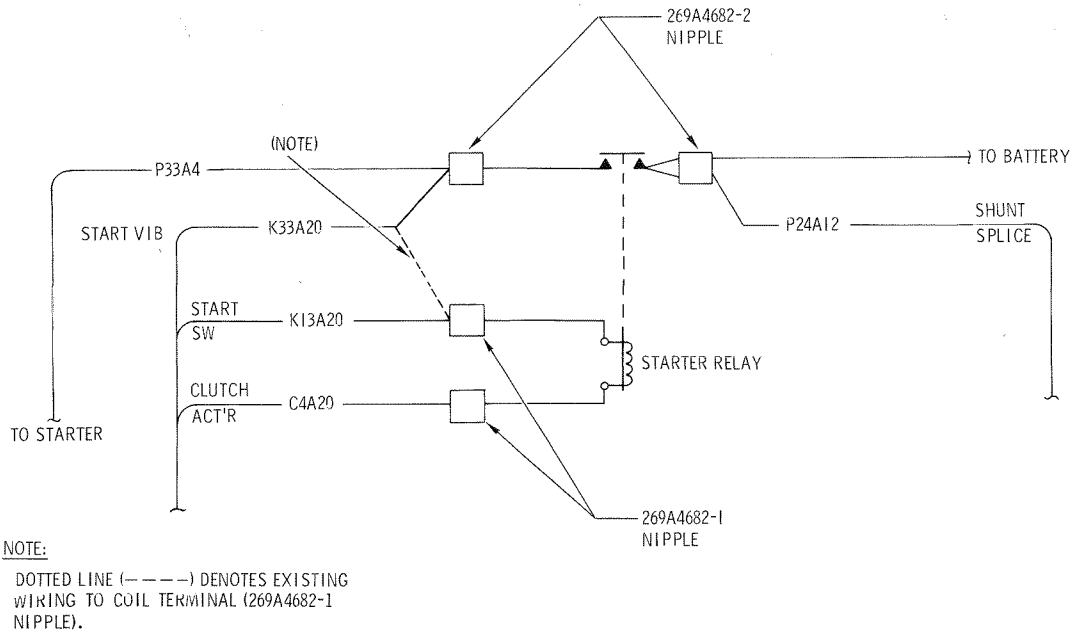 269A4682-2
NIPPLE
(NOTE)
P33A4
TO BATTERY
START VIB
K33A20
P24A12
SHUNT
SPLICE
START
SW
K13A20
STARTER RELAY
CLUTCH
ACT'R
C4A20
TO STARTER
269A4682-1
NIPPLE
NOTE:
DOTTED LINE (----) DENOTES EXISTING
WIRING TO COIL TERMINAL (269A4682-1
NIPPLE).